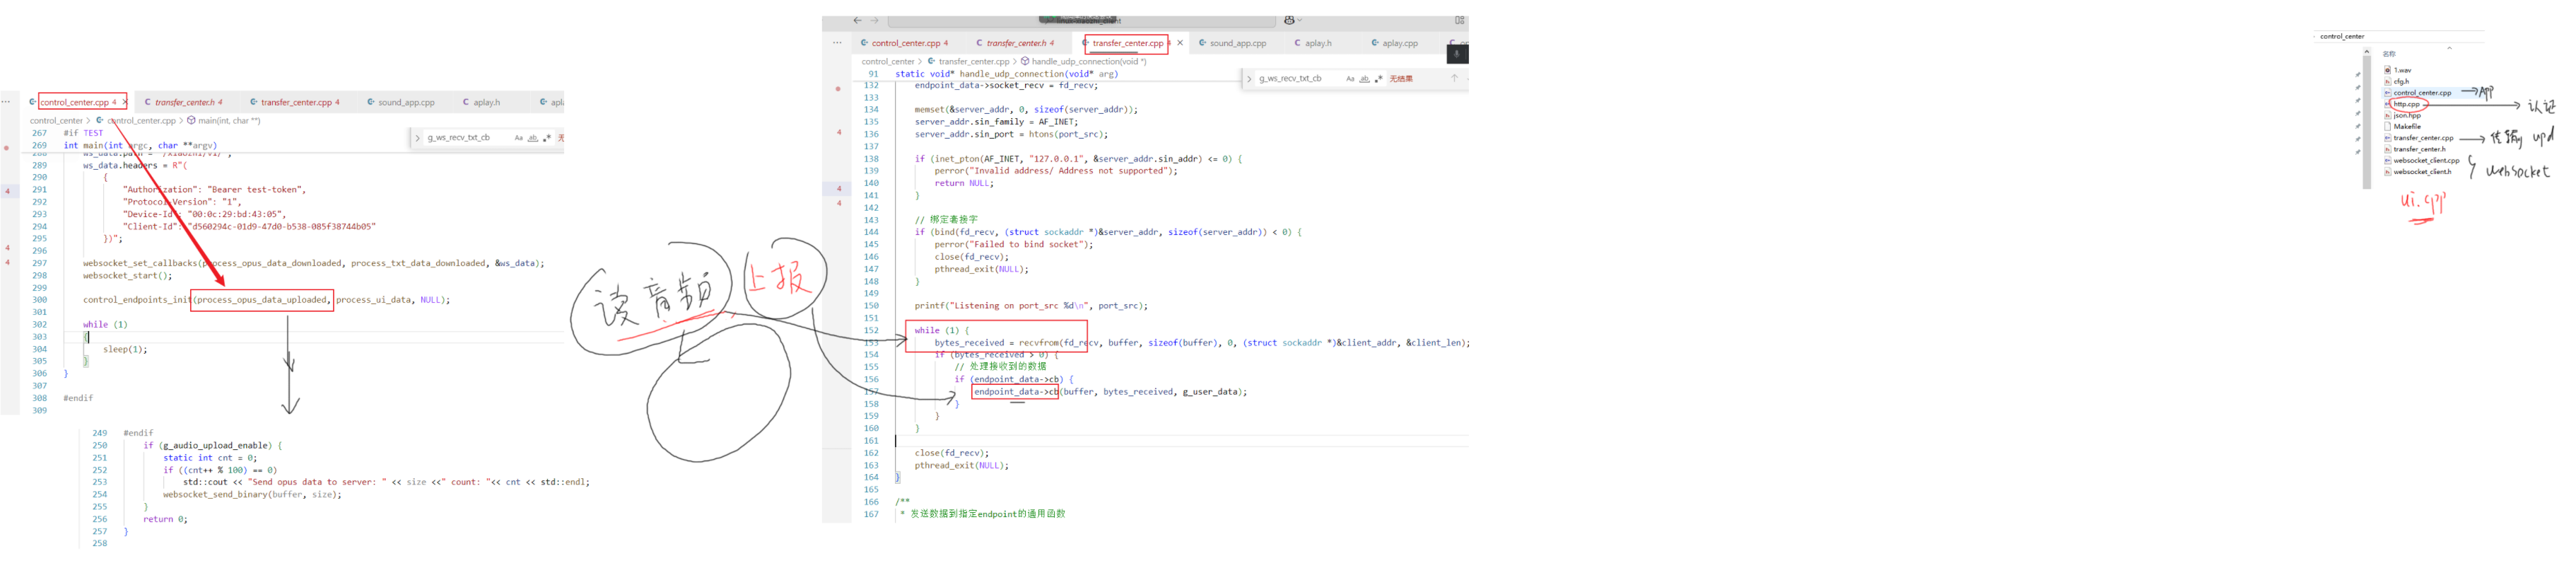 control_center.cpp 4 ×
transfer_center.h 4
transfer_center.cpp 4
sound_app.cpp
aplay.h
control_center > control_center.cpp > main(int, char **)
g_ws_recv_txt_cb
267 #if TEST
269 int main(int argc, char **argv)
289 ws_data.headers = R"(
290 {
291 "Authorization": "Bearer test-token",
292 "Protocol-Version": "1",
293 "Device-Id": "00:0c:29:bd:43:05",
294 "Client-Id": "d560294c-01d9-47d0-b538-085f38744b05"
295 })";
296
297 websocket_set_callbacks(process_opus_data_downloaded, process_txt_data_downloaded, &ws_data);
298 websocket_start();
299
300 control_endpoints_init(process_opus_data_uploaded, process_ui_data, NULL);
301
302 while (1)
303 {
304 sleep(1);
305 }
306 }
307
308 #endif
309
249 #endif
250 if (g_audio_upload_enable) {
251 static int cnt = 0;
252 if ((cnt++ % 100) == 0)
253 std::cout << "Send opus data to server: " << size <<" count: "<< cnt << std::endl;
254 websocket_send_binary(buffer, size);
255 }
256 return 0;
257 }
258
读音频
上报
control_center.cpp 4
transfer_center.h 4
transfer_center.cpp 4 ×
sound_app.cpp
aplay.h
aplay.cpp
control_center > transfer_center.cpp > handle_udp_connection(void *)
g_ws_recv_txt_cb
无结果
91 static void* handle_udp_connection(void* arg)
132 endpoint_data->socket_recv = fd_recv;
133
134 memset(&server_addr, 0, sizeof(server_addr));
135 server_addr.sin_family = AF_INET;
136 server_addr.sin_port = htons(port_src);
137
138 if (inet_pton(AF_INET, "127.0.0.1", &server_addr.sin_addr) <= 0) {
139 perror("Invalid address/ Address not supported");
140 return NULL;
141 }
142
143 // 绑定套接字
144 if (bind(fd_recv, (struct sockaddr *)&server_addr, sizeof(server_addr)) < 0) {
145 perror("Failed to bind socket");
146 close(fd_recv);
147 pthread_exit(NULL);
148 }
149
150 printf("Listening on port_src %d\n", port_src);
151
152 while (1) {
153 bytes_received = recvfrom(fd_recv, buffer, sizeof(buffer), 0, (struct sockaddr *)&client_addr, &client_len);
154 if (bytes_received > 0) {
155 // 处理接收到的数据
156 if (endpoint_data->cb) {
157 endpoint_data->cb(buffer, bytes_received, g_user_data);
158 }
159 }
160 }
161
162 close(fd_recv);
163 pthread_exit(NULL);
164 }
165
166 /**
167 * 发送数据到指定endpoint的通用函数
control_center
名称
1.wav
cfg.h
control_center.cpp
App
http.cpp
认证
json.hpp
Makefile
transfer_center.cpp
传输 upd
transfer_center.h
websocket_client.cpp
websocket_client.h
websocket
ui.cpp